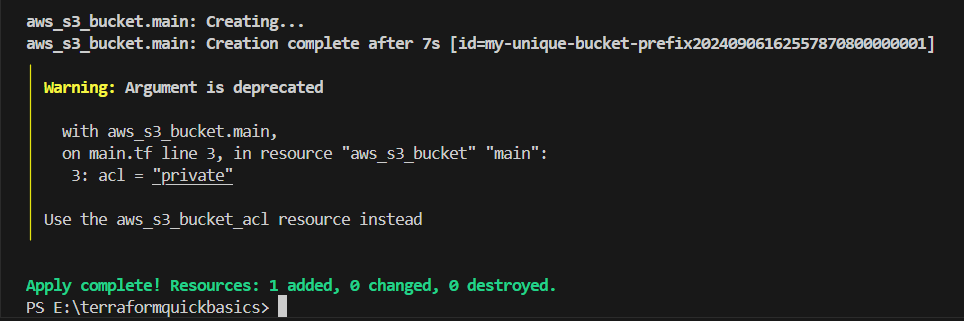 aws_s3_bucket.main: Creating...
aws_s3_bucket.main: Creation complete after 7s [id=my-unique-bucket-prefix20240906162557870800000001]
Warning: Argument is deprecated
with aws_s3_bucket.main,
on main.tf line 3, in resource "aws_s3_bucket" "main":
3: acl = "private"
Use the aws_s3_bucket_acl resource instead
Apply complete! Resources: 1 added, 0 changed, 0 destroyed.
PS E:\terraformquickbasics>